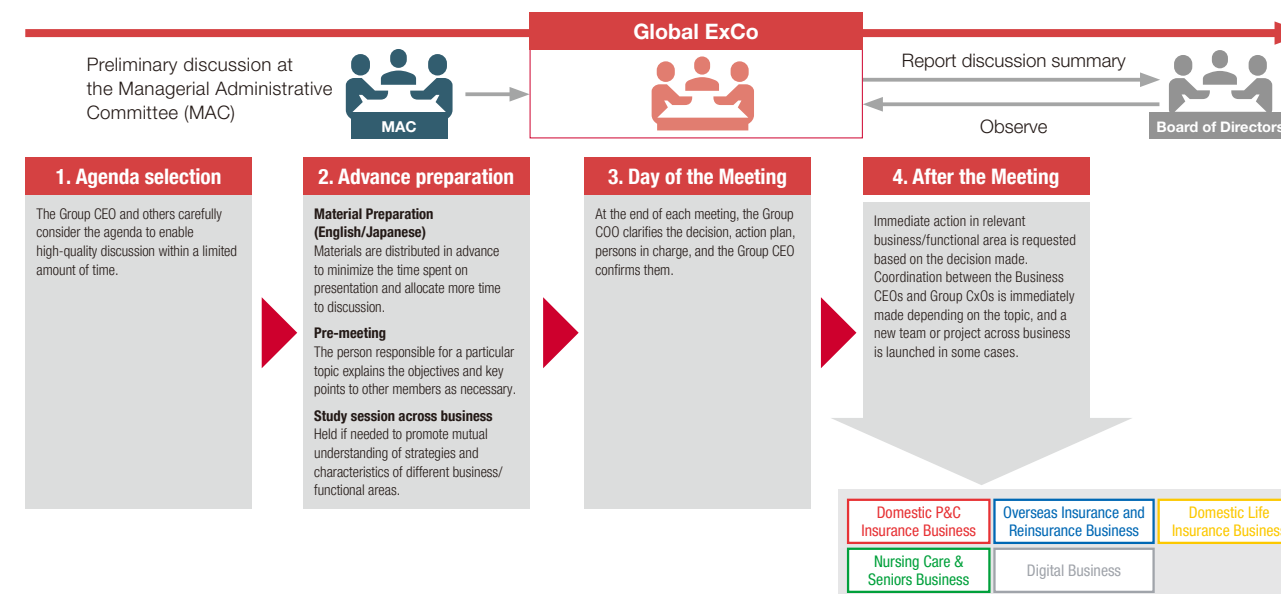 Global ExCo
Preliminary discussion at
the Managerial Administrative
Committee (MAC)
MAC
Report discussion summary
Observe
Board of Directors
1. Agenda selection
The Group CEO and others carefully
consider the agenda to enable
high-quality discussion within a limited
amount of time.
2. Advance preparation
Material Preparation
(English/Japanese)
Materials are distributed in advance
to minimize the time spent on
presentation and allocate more time
to discussion.
Pre-meeting
The person responsible for a particular
topic explains the objectives and key
points to other members as necessary.
Study session across business
Held if needed to promote mutual
understanding of strategies and
characteristics of different business/
functional areas.
3. Day of the Meeting
At the end of each meeting, the Group
COO clarifies the decision, action plan,
persons in charge, and the Group CEO
confirms them.
4. After the Meeting
Immediate action in relevant
business/functional area is requested
based on the decision made.
Coordination between the Business
CEOs and Group CxOs is immediately
made depending on the topic, and a
new team or project across business
is launched in some cases.
Domestic P&C
Insurance Business
Overseas Insurance and
Reinsurance Business
Domestic Life
Insurance Business
Nursing Care &
Seniors Business
Digital Business